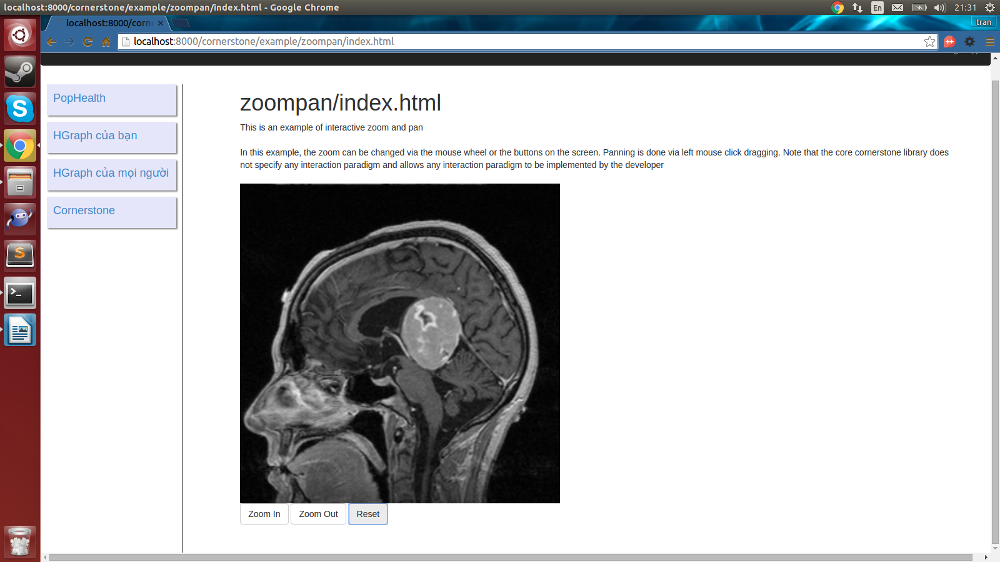 localhost:8000/cornerstone/example/zoompan/index.html - Google Chrome
En
21:31
localhost:8000/corn
tran
localhost:8000/cornerstone/example/zoompan/index.html
PopHealth
HGraph của bạn
HGraph của mọi người
Cornerstone
zoompan/index.html
This is an example of interactive zoom and pan
In this example, the zoom can be changed via the mouse wheel or the buttons on the screen. Panning is done via left mouse click dragging. Note that the core cornerstone library does
not specify any interaction paradigm and allows any interaction paradigm to be implemented by the developer
Zoom In
Zoom Out
Reset